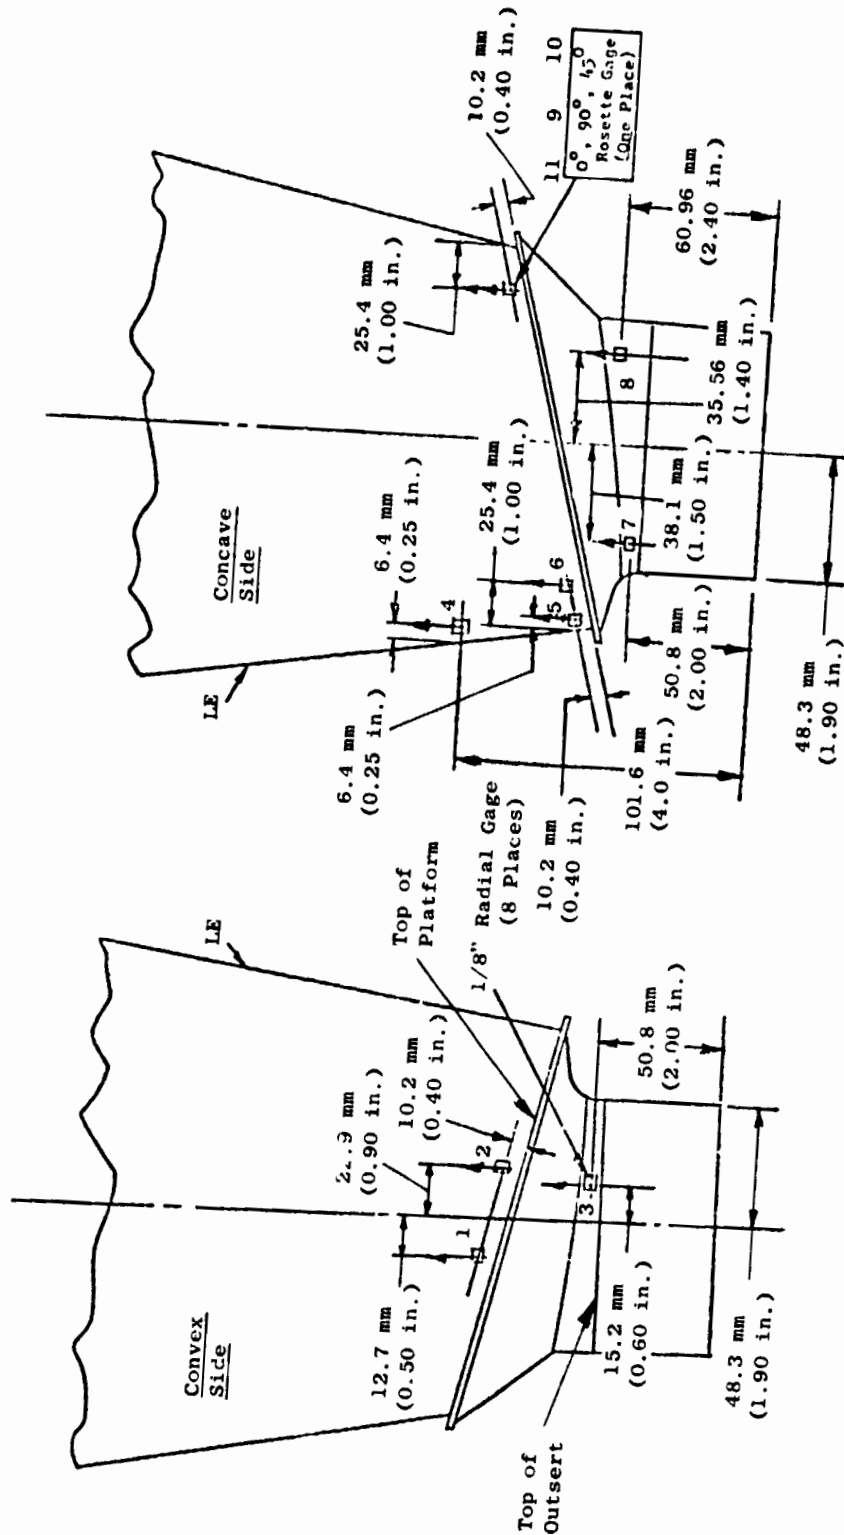 Convex
Side
LE
12.7 mm
(0.50 in.)
1
(0.90 in.)
10.2 mm
(0.40 in.)
2
Top of
Platform
1/8" Radial Gage
(8 Places)
3
Top of
Outsert
15.2 mm
(0.60 in.)
50.8 mm
(2.00 in.)
48.3 mm
(1.90 in.)
Concave
Side
LE
6.4 mm
(0.25 in.)
4
6.4 mm
(0.25 in.)
25.4 mm
(1.00 in.)
5
6
10.2 mm
(0.40 in.)
101.6 mm
(4.0 in.)
50.8 mm
(2.00 in.)
7
38.1 mm
(1.50 in.)
8
35.56 mm
(1.40 in.)
48.3 mm
(1.90 in.)
25.4 mm
(1.00 in.)
10.2 mm
(0.40 in.)
11 9 10
0°, 90°, 45°
Rosette Gage
(One Place)
60.96 mm
(2.40 in.)